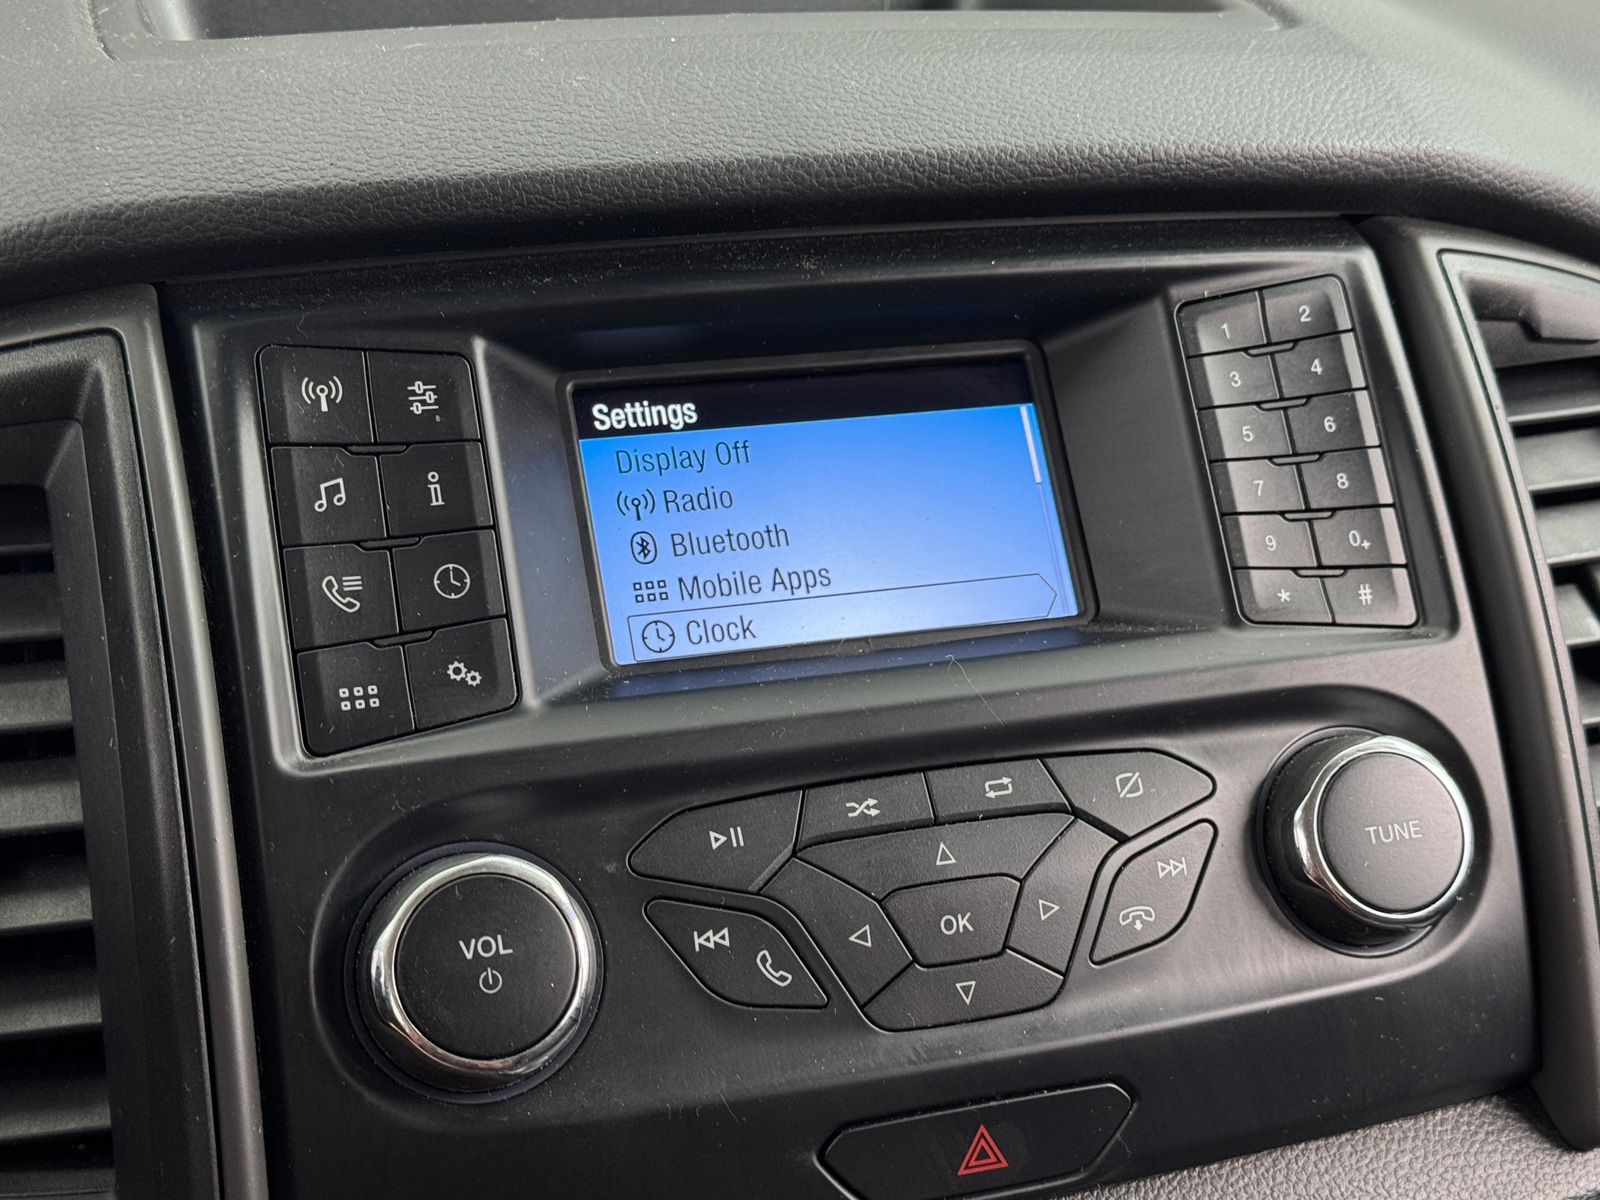 Settings
Display Off
Radio
Bluetooth
Mobile Apps
Clock
1 2
3 4
5 6
7 8
9 0+
* #
VOL
OK
TUNE